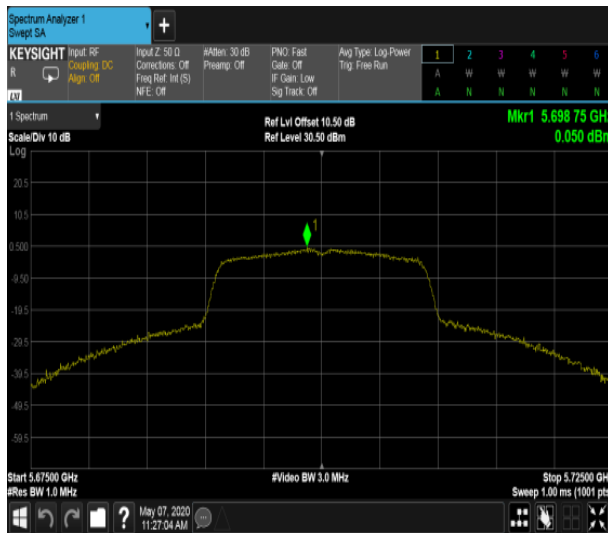 Spectrum Analyzer 1
Swept SA
+
KEYSIGHT
R
LXI
Input: RF
Coupling: DC
Align: Off
Input Z: 50 Ω
Corrections: Off
Freq Ref: Int (S)
NFE: Off
#Atten: 30 dB
Preamp: Off
PNO: Fast
Gate: Off
IF Gain: Low
Sig Track: Off
Avg Type: Log-Power
Trig: Free Run
1 2 3 4 5 6
A W W W W W
A N N N N N
1 Spectrum
Scale/Div 10 dB
Log
Ref Lvl Offset 10.50 dB
Ref Level 30.50 dBm
Mkr1 5.698 75 GH
0.050 dBm
20.5
10.5
1
0.500
-9.50
-19.5
-29.5
-39.5
-49.5
-59.5
Start 5.67500 GHz
#Res BW 1.0 MHz
#Video BW 3.0 MHz
Stop 5.72500 GH
Sweep 1.00 ms (1001 pts
?
May 07, 2020
11:27:04 AM